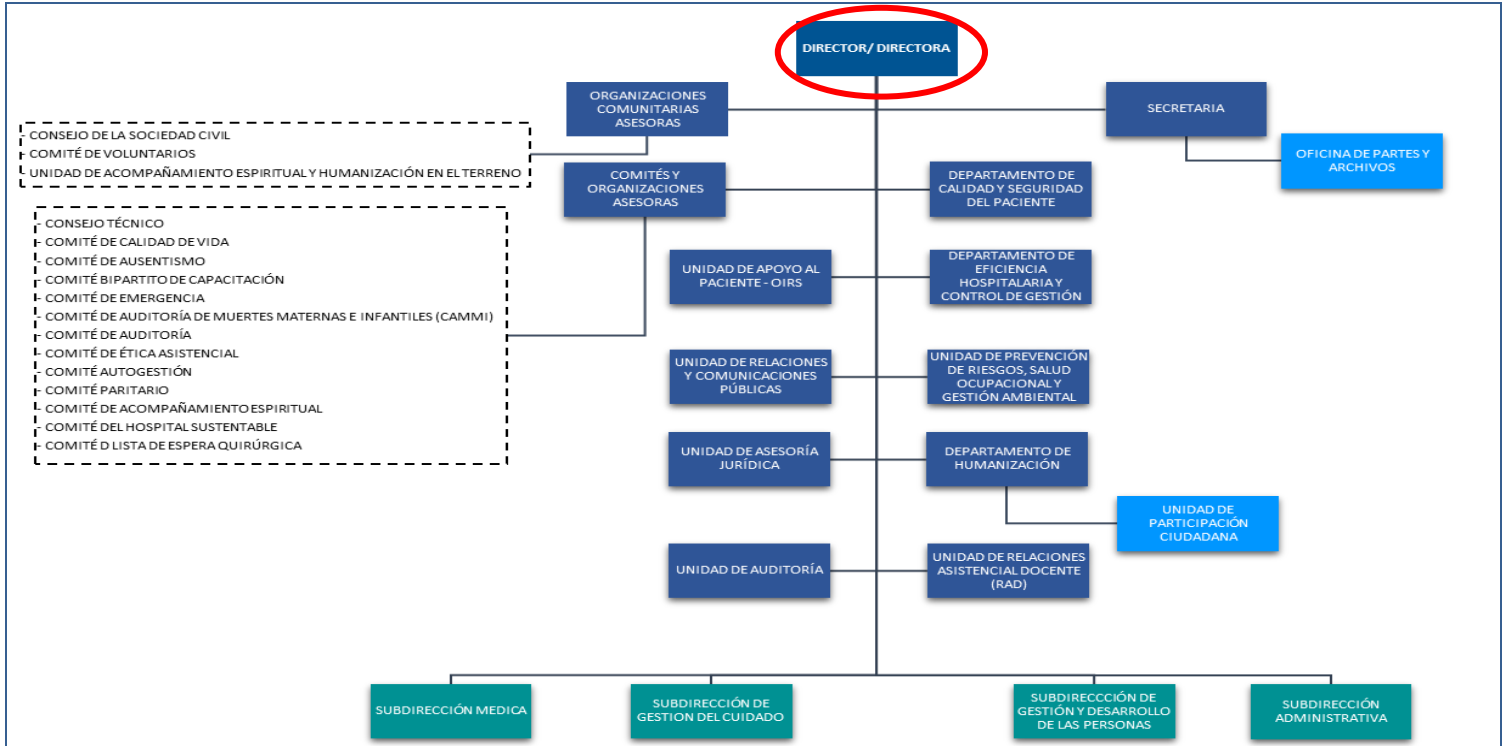 DIRECTOR/ DIRECTORA
ORGANIZACIONES
COMUNITARIAS
ASESORAS
SECRETARIA
- CONSEJO DE LA SOCIEDAD CIVIL
- COMITÉ DE VOLUNTARIOS
- UNIDAD DE ACOMPAÑAMIENTO ESPIRITUAL Y HUMANIZACIÓN EN EL TERRENO
OFICINA DE PARTES Y
ARCHIVOS
COMITÉS Y
ORGANIZACIONES
ASESORAS
DEPARTAMENTO DE
CALIDAD Y SEGURIDAD
DEL PACIENTE
- CONSEJO TÉCNICO
- COMITÉ DE CALIDAD DE VIDA
- COMITÉ DE AUSENTISMO
- COMITÉ BIPARTITO DE CAPACITACIÓN
- COMITÉ DE EMERGENCIA
- COMITÉ DE AUDITORÍA DE MUERTES MATERNAS E INFANTILES (CAMMI)
- COMITÉ DE AUDITORÍA
- COMITÉ DE ÉTICA ASISTENCIAL
- COMITÉ AUTOGESTIÓN
- COMITÉ PARITARIO
- COMITÉ DE ACOMPAÑAMIENTO ESPIRITUAL
- COMITÉ DEL HOSPITAL SUSTENTABLE
- COMITÉ D LISTA DE ESPERA QUIRÚRGICA
UNIDAD DE APOYO AL
PACIENTE - OIRS
DEPARTAMENTO DE
EFICIENCIA
HOSPITALARIA Y
CONTROL DE GESTIÓN
UNIDAD DE RELACIONES
Y COMUNICACIONES
PÚBLICAS
UNIDAD DE PREVENCIÓN
DE RIESGOS, SALUD
OCUPACIONAL Y
GESTIÓN AMBIENTAL
UNIDAD DE ASESORÍA
JURÍDICA
DEPARTAMENTO DE
HUMANIZACIÓN
UNIDAD DE
PARTICIPACIÓN
CIUDADANA
UNIDAD DE AUDITORÍA
UNIDAD DE RELACIONES
ASISTENCIAL DOCENTE
(RAD)
SUBDIRECCIÓN MEDICA
SUBDIRECCIÓN DE
GESTION DEL CUIDADO
SUBDIRECCCIÓN DE
GESTIÓN Y DESARROLLO
DE LAS PERSONAS
SUBDIRECCIÓN
ADMINISTRATIVA